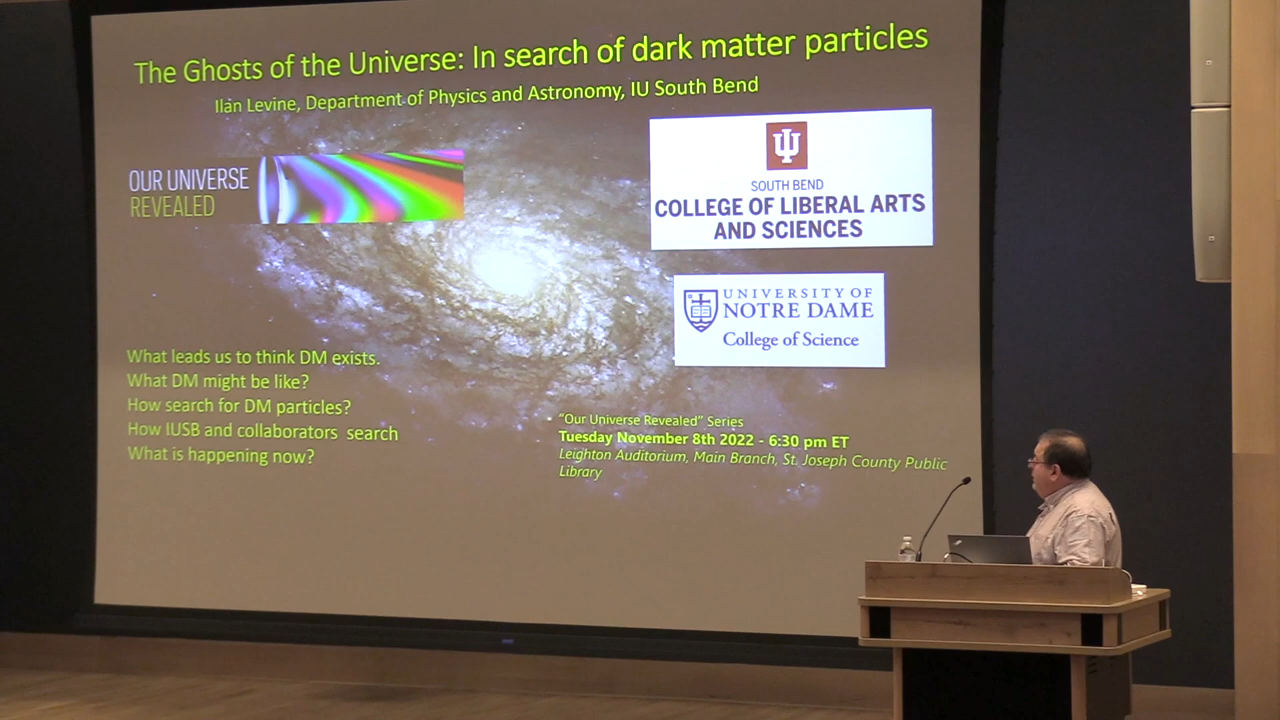 The Ghosts of the Universe: In search of dark matter particles
Ilan Levine, Department of Physics and Astronomy, IU South Bend
OUR UNIVERSE
REVEALED
SOUTH BEND
COLLEGE OF LIBERAL ARTS
AND SCIENCES
UNIVERSITY OF
NOTRE DAME
College of Science
What leads us to think DM exists.
What DM might be like?
How search for DM particles?
How IUSB and collaborators search
What is happening now?
"Our Universe Revealed" Series
Tuesday November 8th 2022 - 6:30 pm ET
Leighton Auditorium, Main Branch, St. Joseph County Public
Library